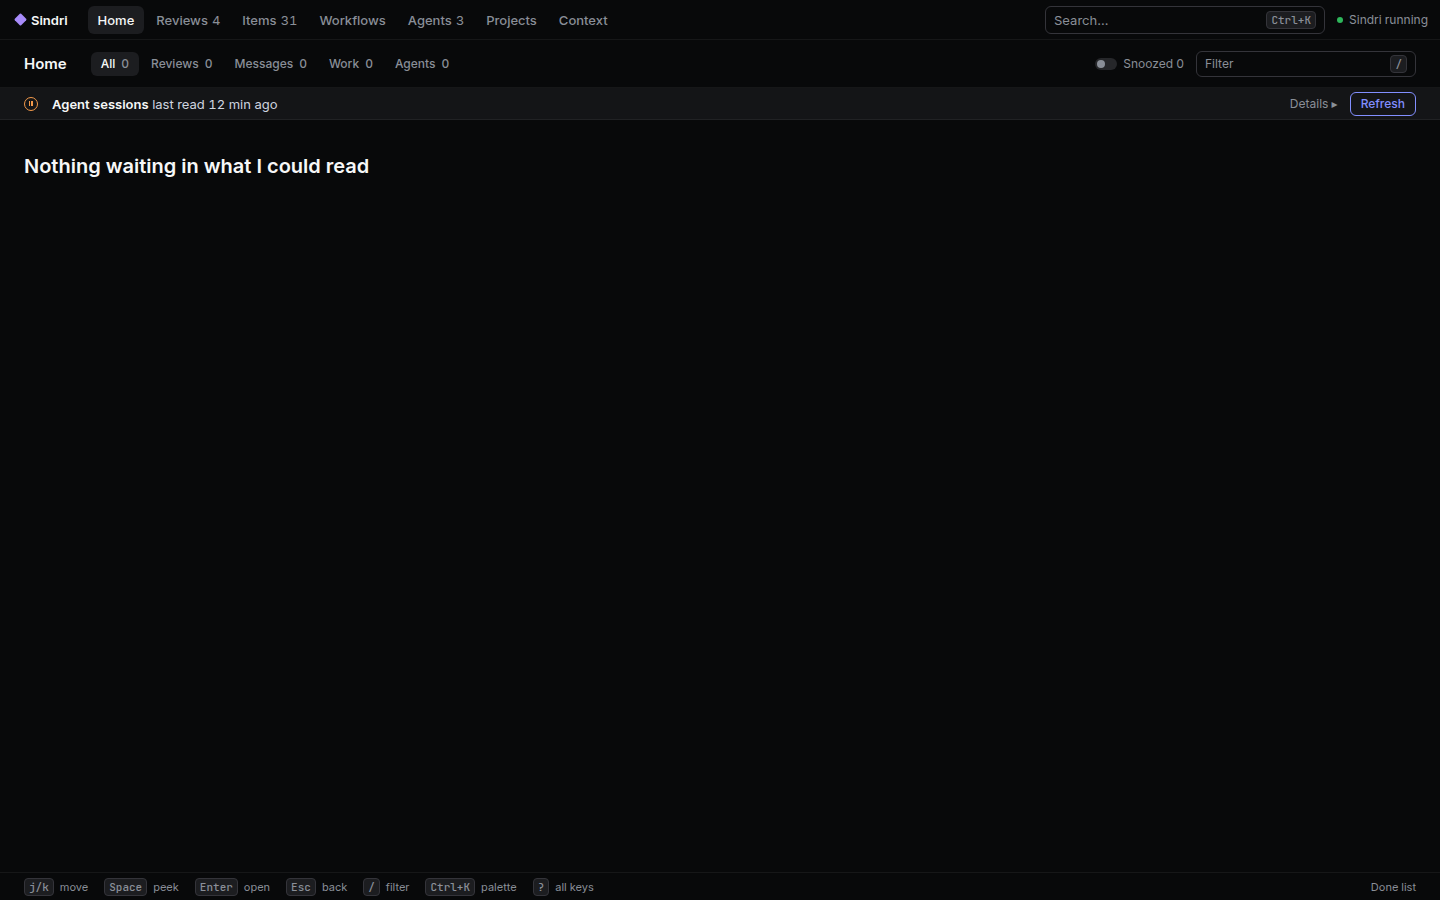 Sindri Home Reviews 4 Items 31 Workflows Agents 3 Projects Context Search... Ctrl+K Sindri running
Home All 0 Reviews 0 Messages 0 Work 0 Agents 0 Snoozed 0 Filter /
Agent sessions last read 12 min ago Details ▸ Refresh
Nothing waiting in what I could read
j/k move Space peek Enter open Esc back / filter Ctrl+K palette ? all keys Done list